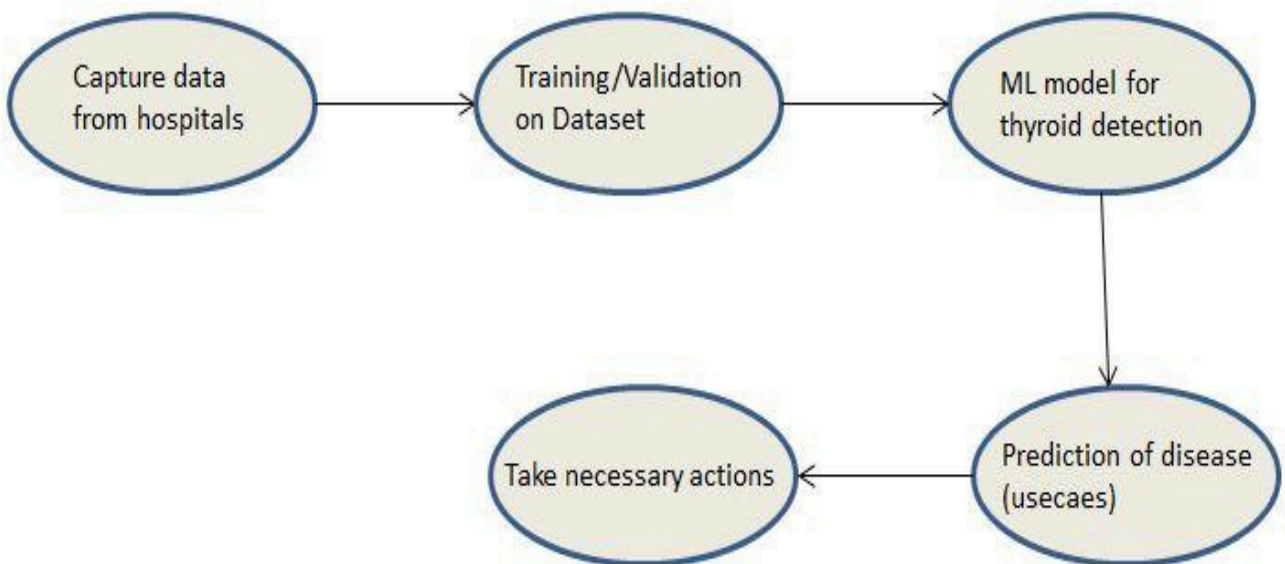 Capture data
from hospitals
Training/Validation
on Dataset
ML model for
thyroid detection
Prediction of disease
(usecaes)
Take necessary actions